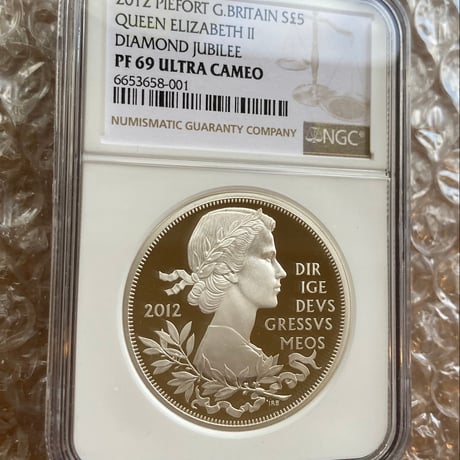 2012 PIEFORT G.BRITAIN S£5
QUEEN ELIZABETH II
DIAMOND JUBILEE
PF 69 ULTRA CAMEO
6653658-001
NUMISMATIC GUARANTY COMPANY
NGC
2012
DIR
IGE
DEVS
GRESSVS
MEOS
IRB